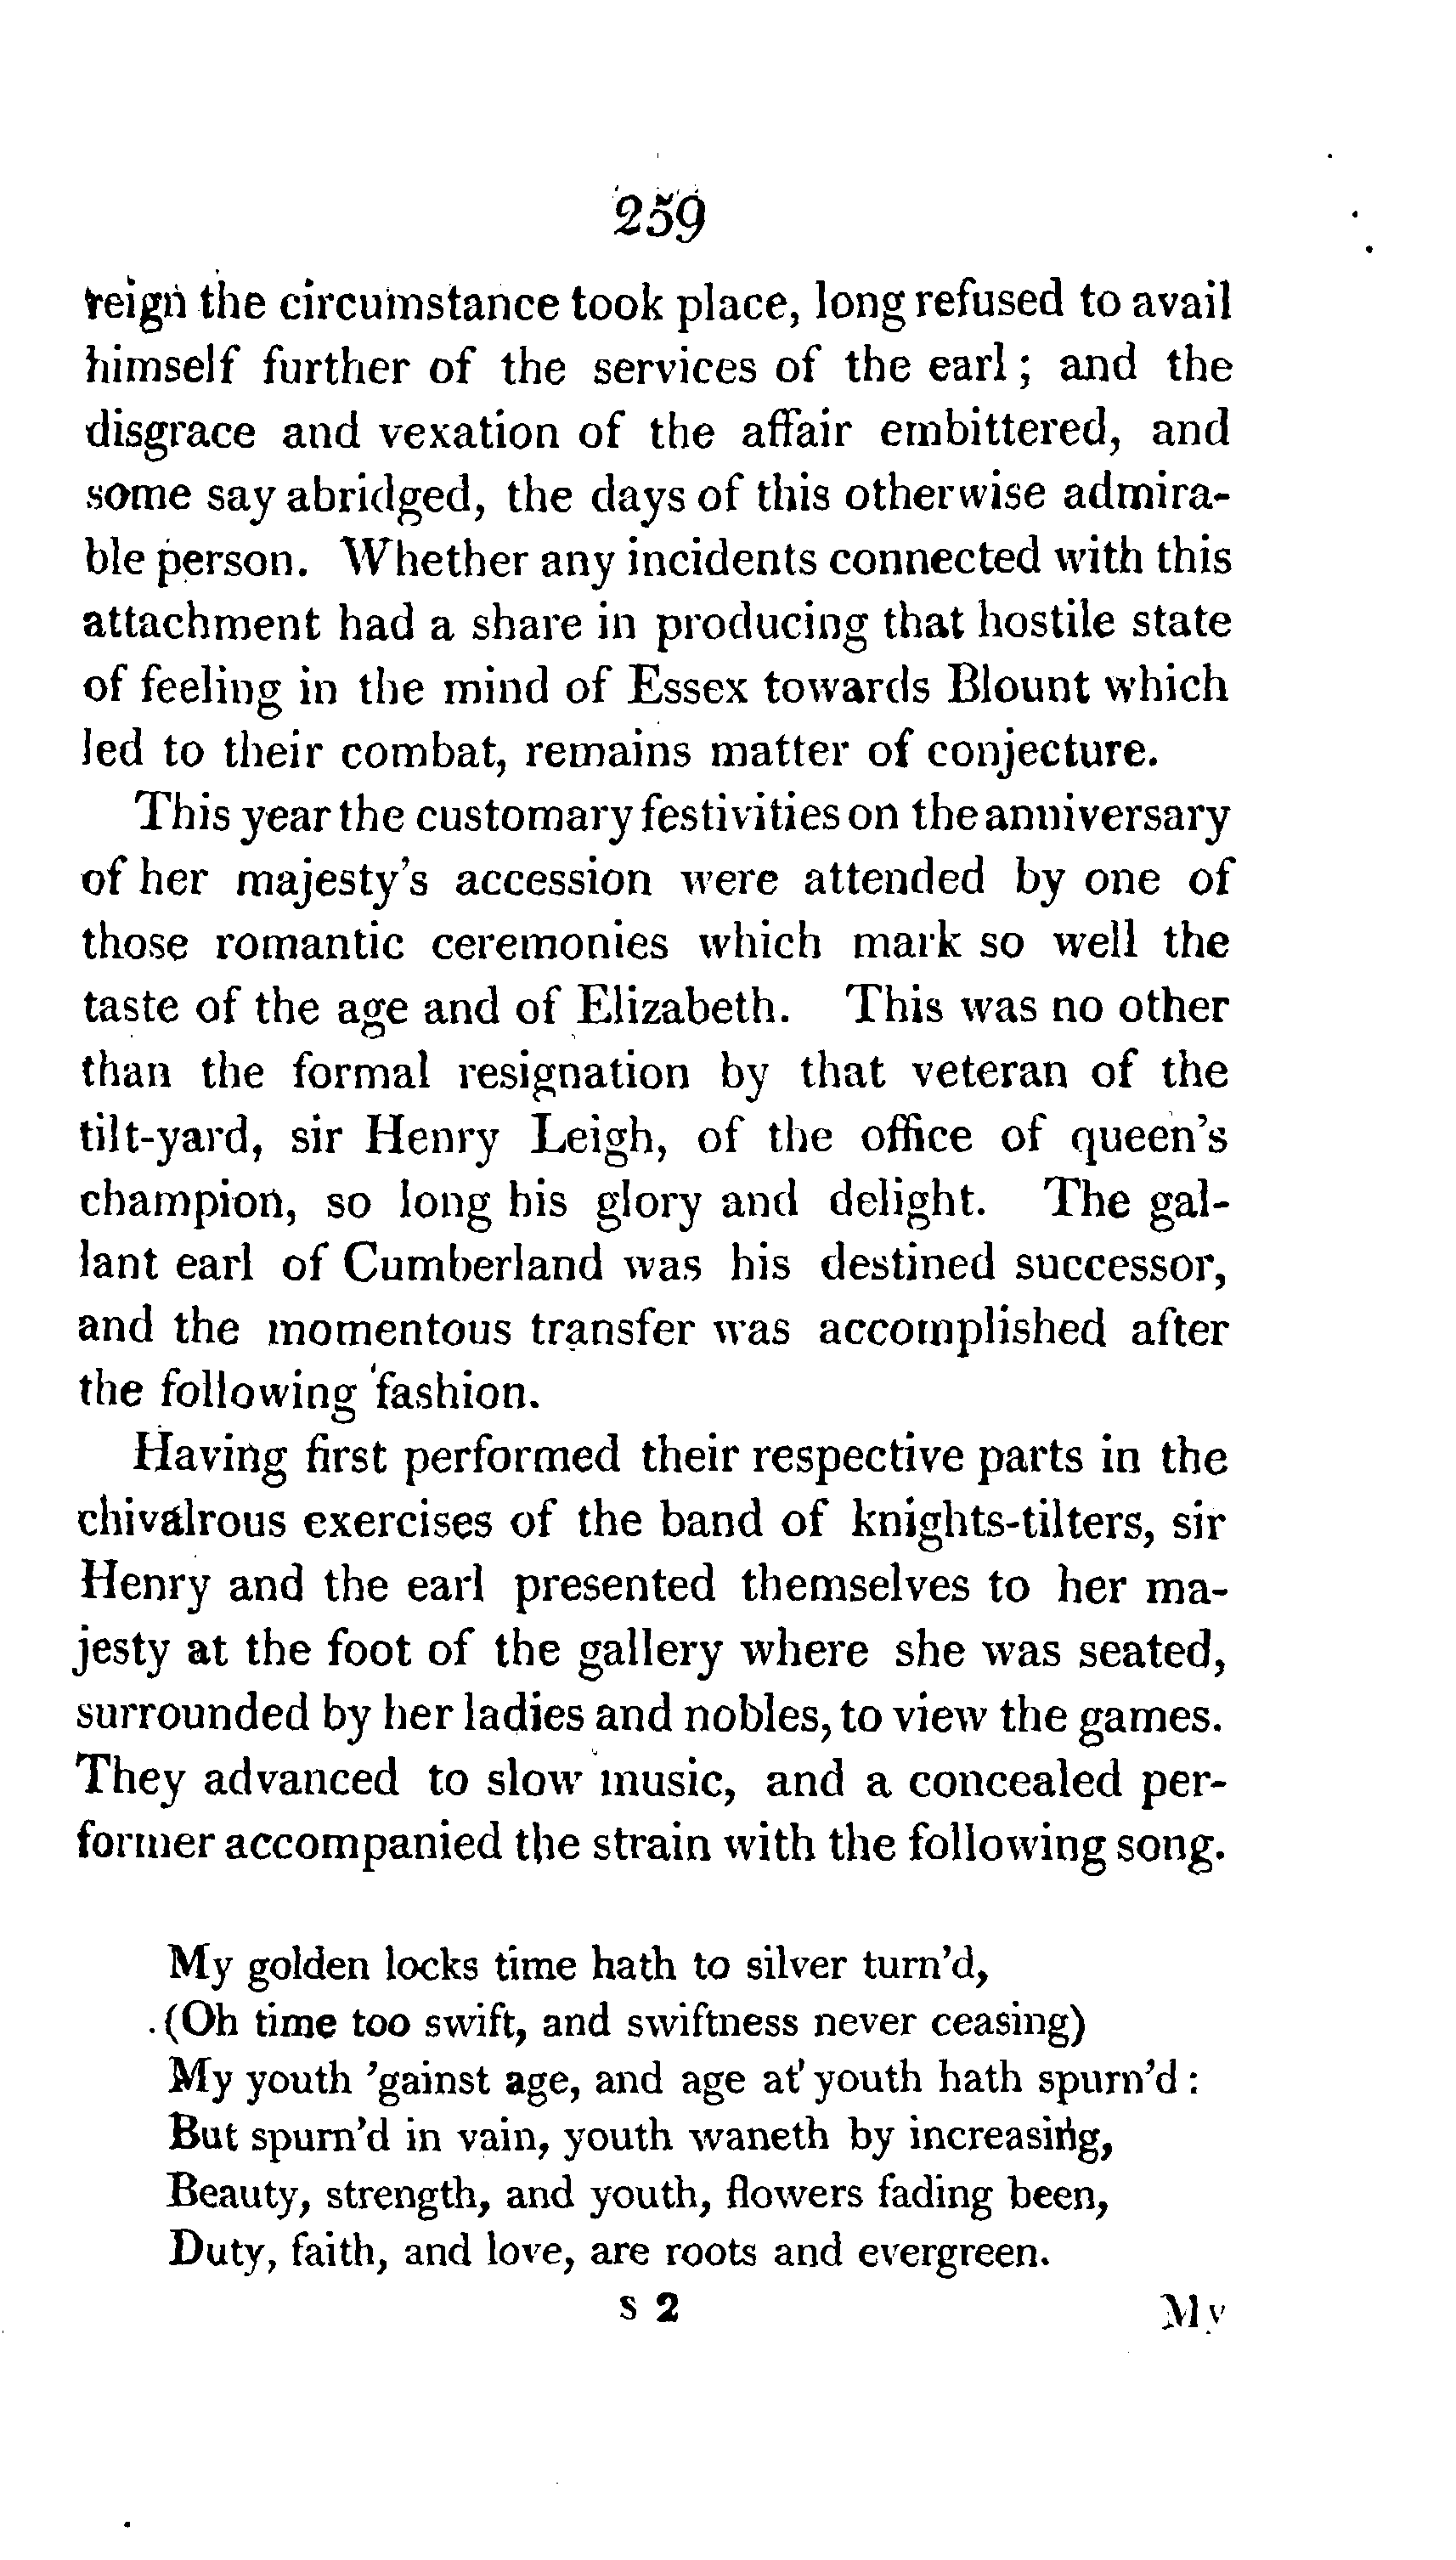 259
reign the circumstance took place, long refused to avail
himself further of the services of the earl; and the
disgrace and vexation of the affair embittered, and
some say abridged, the days of this otherwise admira-
ble person. Whether any incidents connected with this
attachment had a share in producing that hostile state
of feeling in the mind of Essex towards Blount which
led to their combat, remains matter of conjecture.
This year the customary festivities on the anniversary
of her majesty's accession were attended by one of
those romantic ceremonies which mark so well the
taste of the age and of Elizabeth. This was no other
than the formal resignation by that veteran of the
tilt-yard, sir Henry Leigh, of the office of queen's
champion, so long his glory and delight. The gal-
lant earl of Cumberland was his destined successor,
and the momentous transfer was accomplished after
the following fashion.
Having first performed their respective parts in the
chivalrous exercises of the band of knights-tilters, sir
Henry and the earl presented themselves to her ma-
jesty at the foot of the gallery where she was seated,
surrounded by her ladies and nobles, to view the games.
They advanced to slow music, and a concealed per-
former accompanied the strain with the following song.
My golden locks time hath to silver turn'd,
(Oh time too swift, and swiftness never ceasing)
My youth 'gainst age, and age at youth hath spurn'd:
But spurn'd in vain, youth waneth by increasing,
Beauty, strength, and youth, flowers fading been,
Duty, faith, and love, are roots and evergreen.
S 2 My